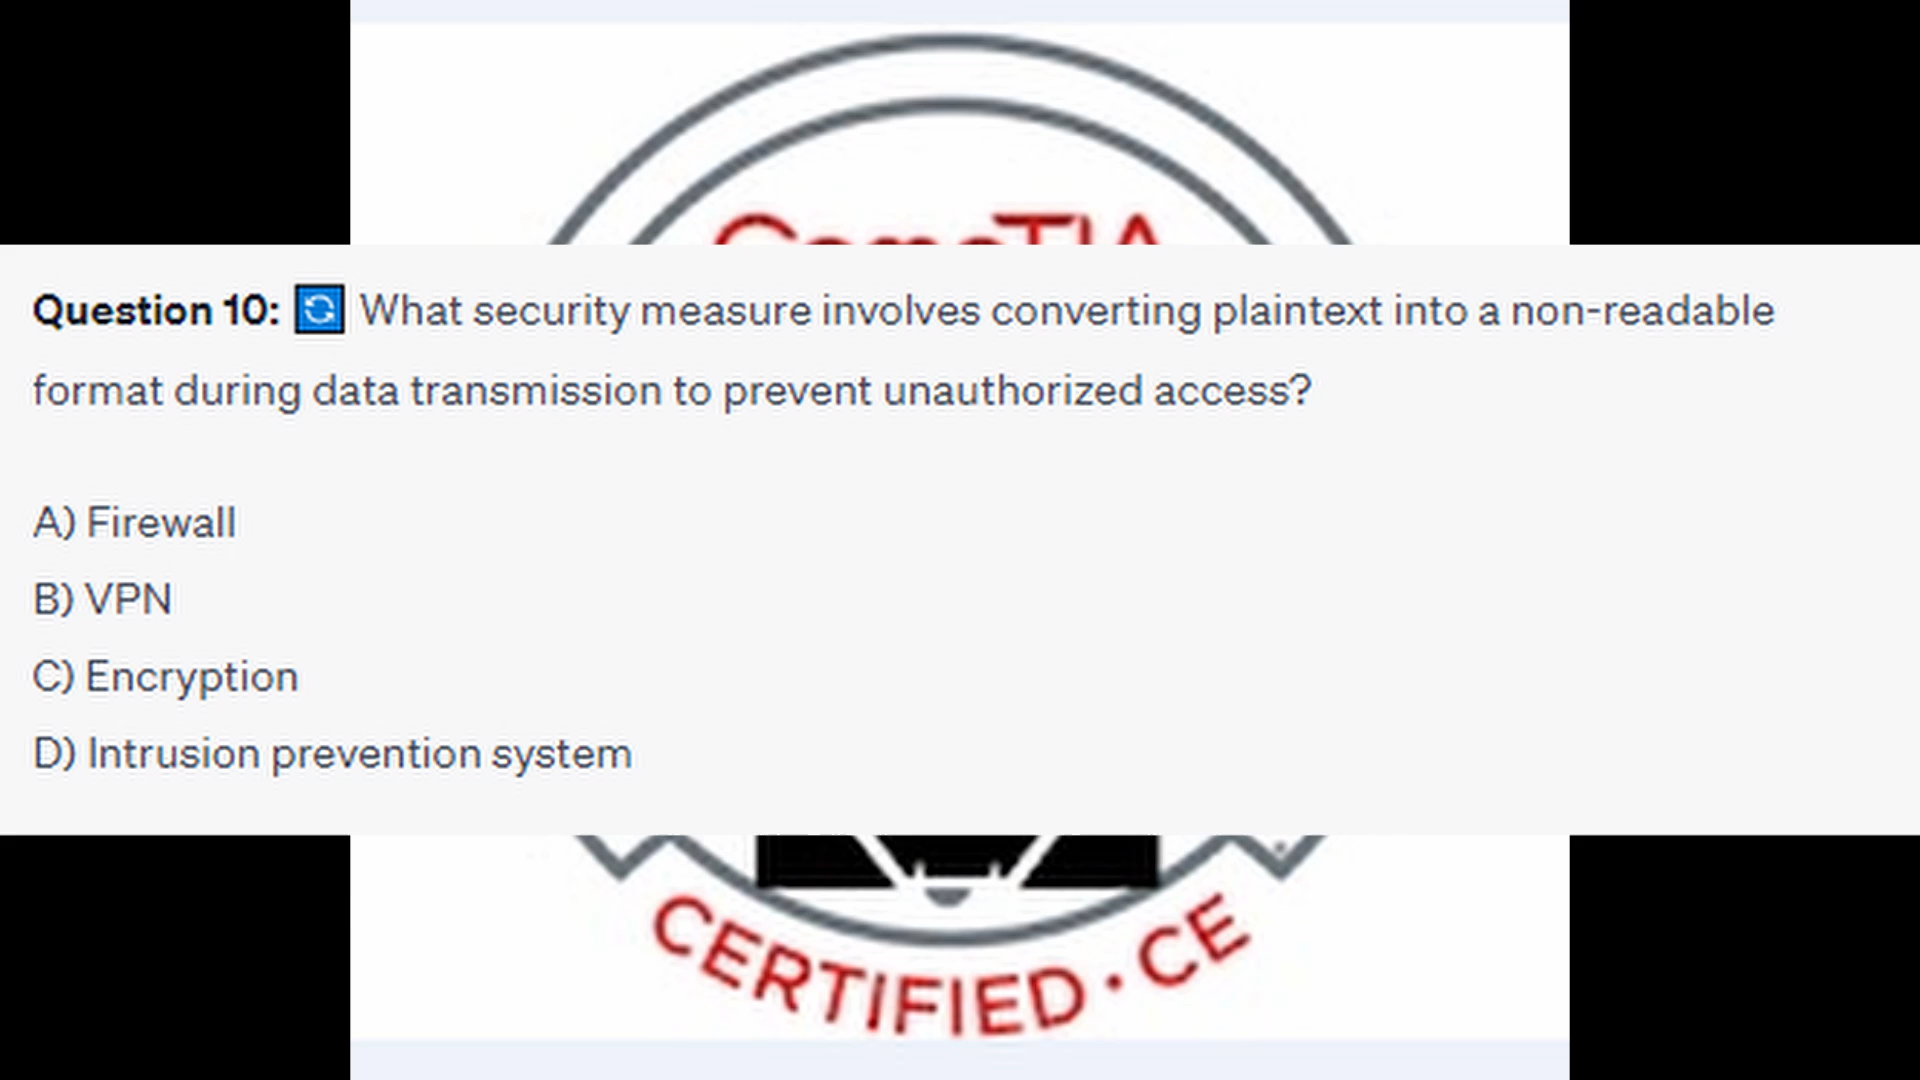 CompTIA
Question 10: What security measure involves converting plaintext into a non-readable
format during data transmission to prevent unauthorized access?
A) Firewall
B) VPN
C) Encryption
D) Intrusion prevention system
CERTIFIED · CE